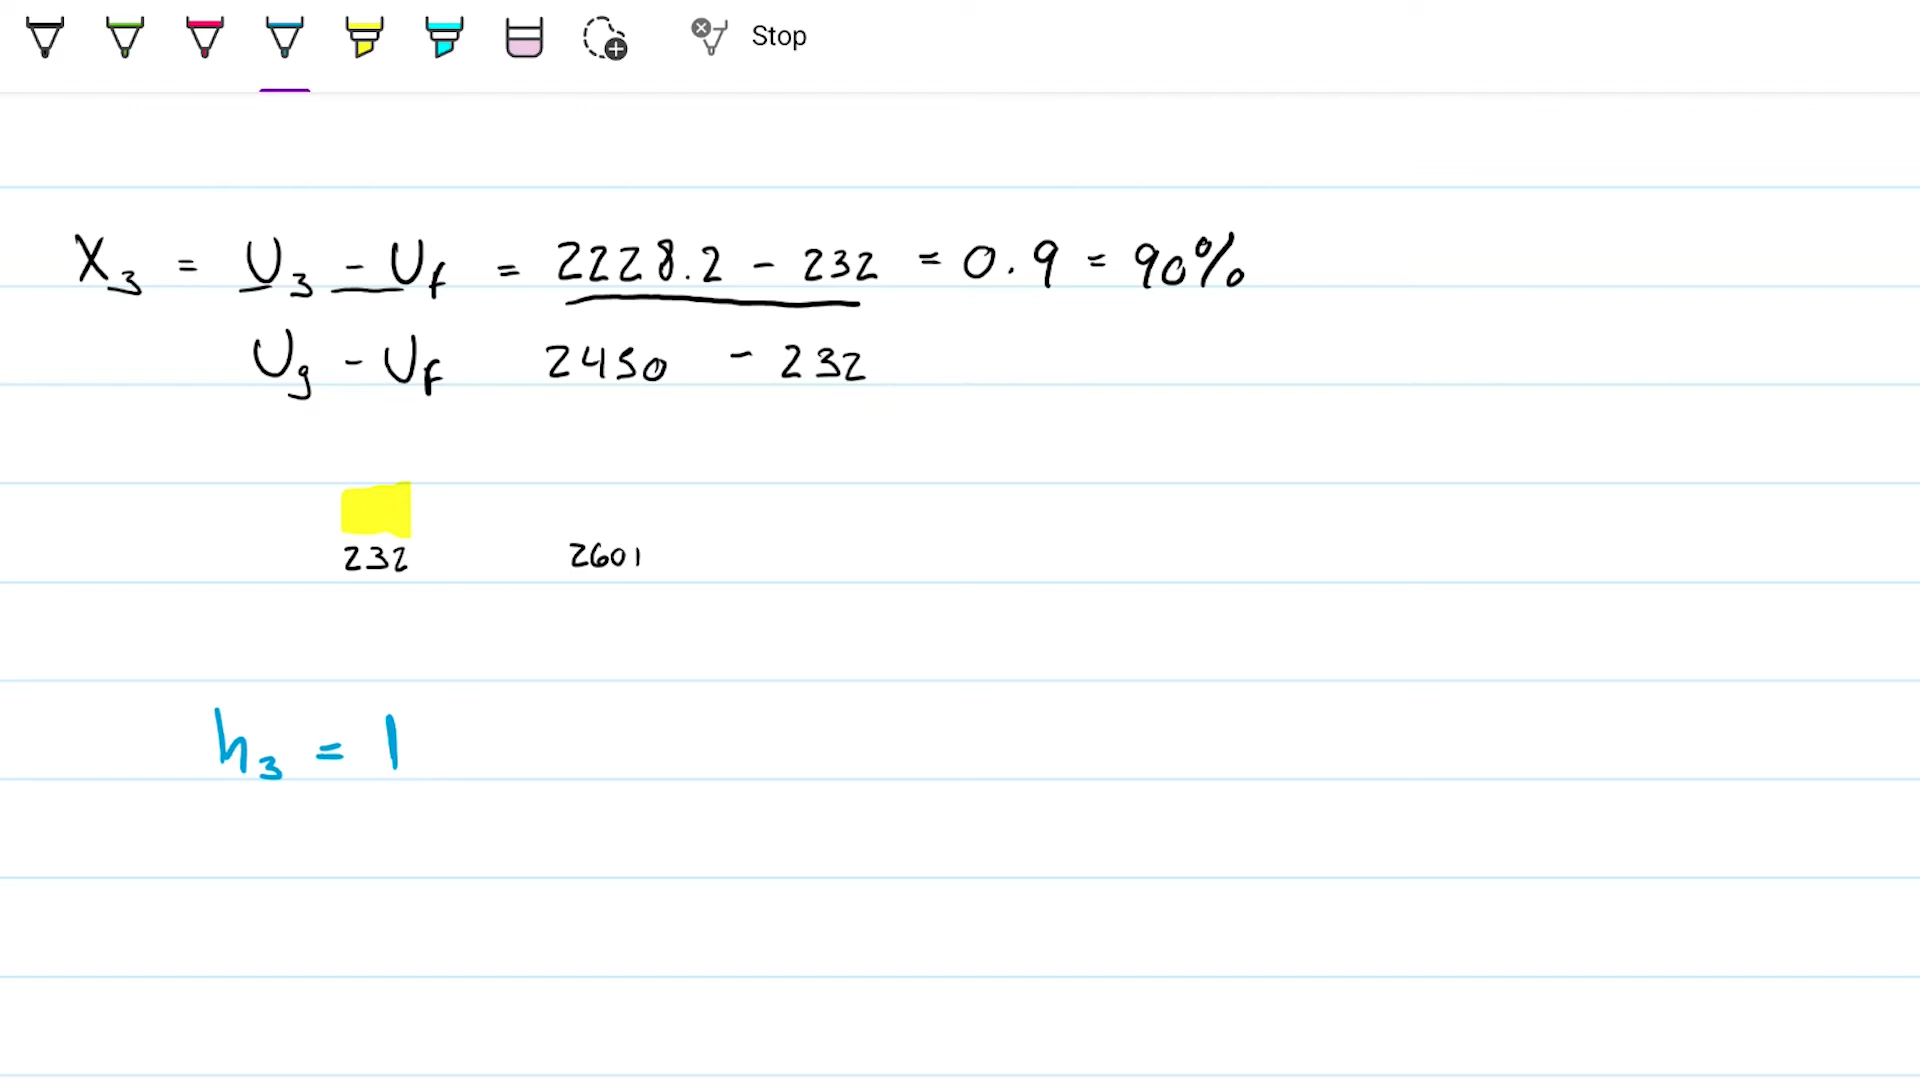 Stop
X₃ = U₃ - Uf = 2228.2 - 232 = 0.9 = 90%
Ug - Uf 2450 - 232
232 2601
h₃ = 1